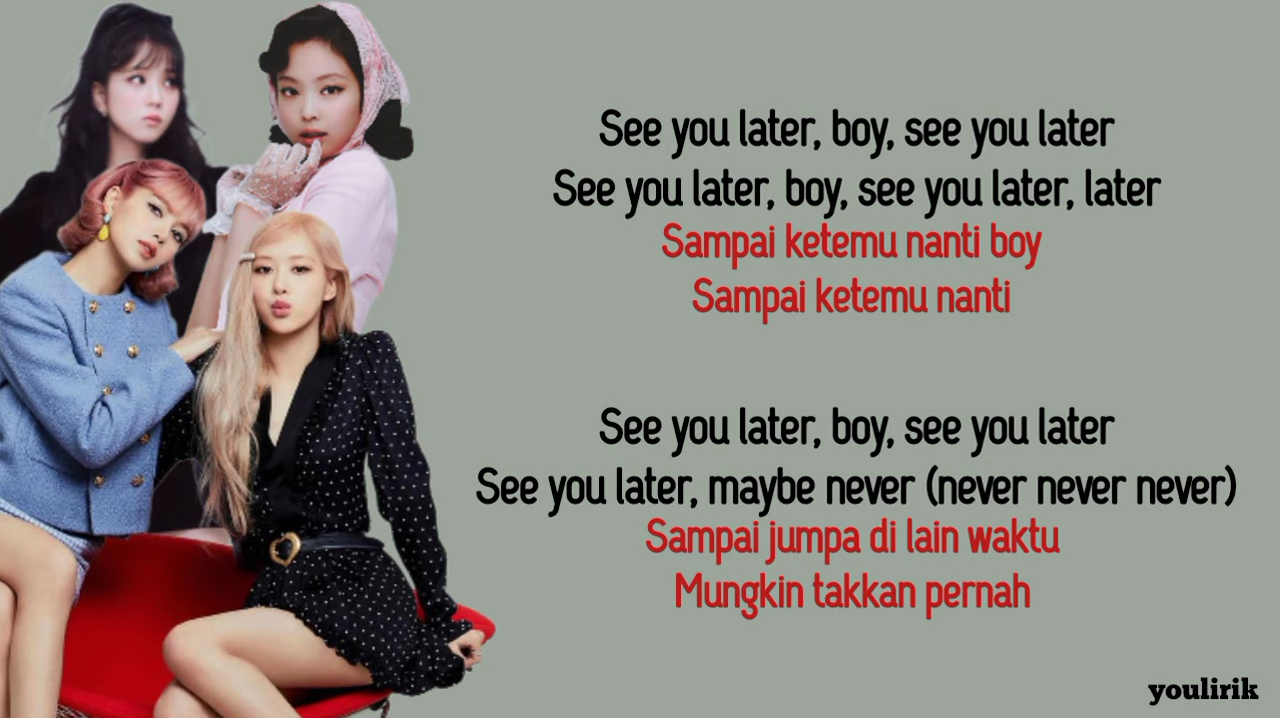 See you later, boy, see you later
See you later, boy, see you later, later
Sampai ketemu nanti boy
Sampai ketemu nanti
See you later, boy, see you later
See you later, maybe never (never never never)
Sampai jumpa di lain waktu
Mungkin takkan pernah
youlirik